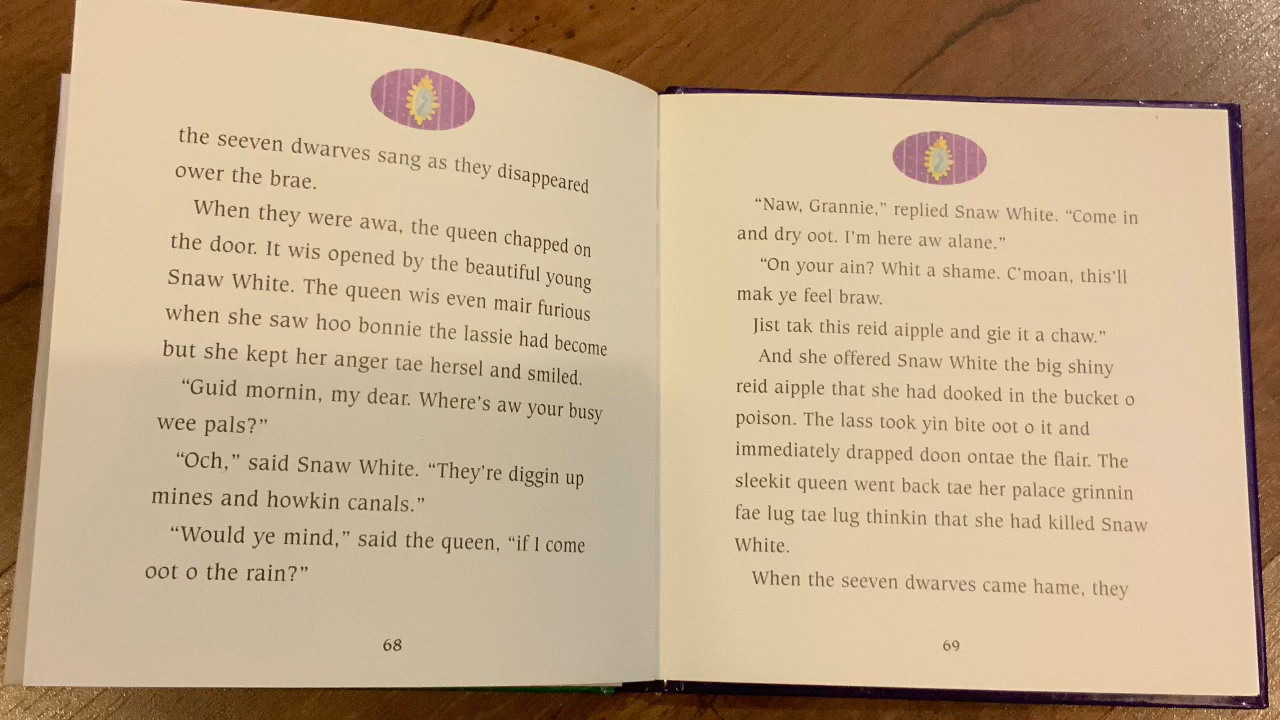 the seeven dwarves sang as they disappeared
ower the brae.
When they were awa, the queen chapped on
the door. It wis opened by the beautiful young
Snaw White. The queen wis even mair furious
when she saw hoo bonnie the lassie had become
but she kept her anger tae hersel and smiled.
“Guid mornin, my dear. Where’s aw your busy
wee pals?”
“Och,” said Snaw White. “They’re diggin up
mines and howkin canals.”
“Would ye mind,” said the queen, “if I come
oot o the rain?”
68
“Naw, Grannie,” replied Snaw White. “Come in
and dry oot. I’m here aw alane.”
“On your ain? Whit a shame. C’moan, this’ll
mak ye feel braw.
Jist tak this reid aipple and gie it a chaw.”
And she offered Snaw White the big shiny
reid aipple that she had dooked in the bucket o
poison. The lass took yin bite oot o it and
immediately drapped doon ontae the flair. The
sleekit queen went back tae her palace grinnin
fae lug tae lug thinkin that she had killed Snaw
White.
When the seeven dwarves came hame, they
69